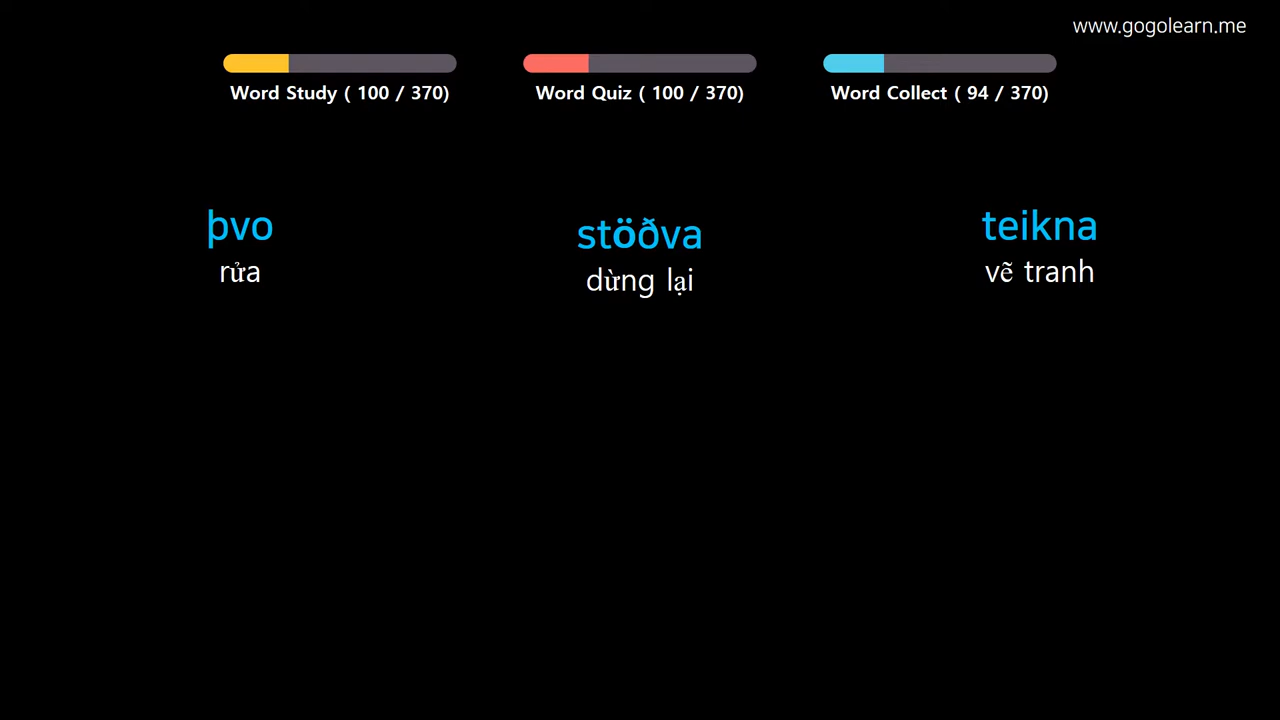 www.gogolearn.me
Word Study ( 100 / 370)
Word Quiz ( 100 / 370)
Word Collect ( 94 / 370)
þvo
rửa
stöðva
dừng lại
teikna
vẽ tranh